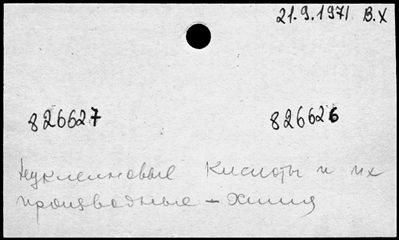 21.9.1971 В.Х
826627 826626
Нуклеиновые кислоты и их
производные – химия